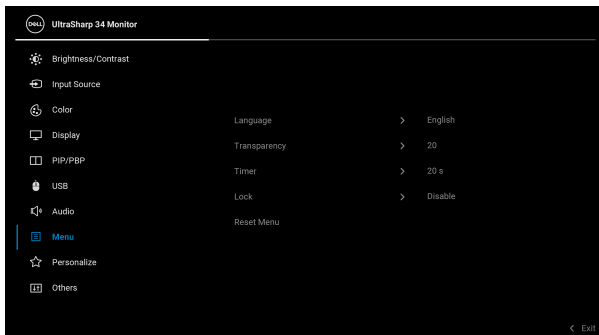 DELL UltraSharp 34 Monitor
Brightness/Contrast
Input Source
Color
Display
PIP/PBP
USB
Audio
Menu
Personalize
Others
Language > English
Transparency > 20
Timer > 20 s
Lock > Disable
Reset Menu
< Exit